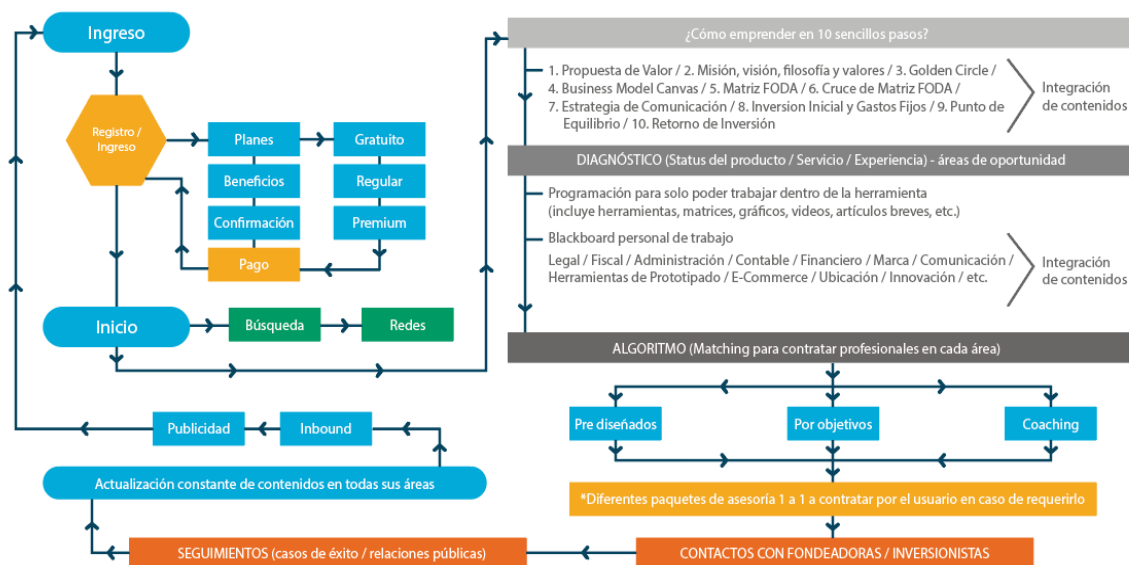 Ingreso
Registro /
Ingreso
Planes
Gratuito
Beneficios
Regular
Confirmación
Premium
Pago
Inicio
Búsqueda
Redes
¿Cómo emprender en 10 sencillos pasos?
1. Propuesta de Valor / 2. Misión, visión, filosofía y valores / 3. Golden Circle /
4. Business Model Canvas / 5. Matriz FODA / 6. Cruce de Matriz FODA /
7. Estrategia de Comunicación / 8. Inversion Inicial y Gastos Fijos / 9. Punto de
Equilibrio / 10. Retorno de Inversión
Integración
de contenidos
DIAGNÓSTICO (Status del producto / Servicio / Experiencia) - áreas de oportunidad
Programación para solo poder trabajar dentro de la herramienta
(incluye herramientas, matrices, gráficos, videos, artículos breves, etc.)
Blackboard personal de trabajo
Legal / Fiscal / Administración / Contable / Financiero / Marca / Comunicación /
Herramientas de Prototipado / E-Commerce / Ubicación / Innovación / etc.
Integración
de contenidos
ALGORITMO (Matching para contratar profesionales en cada área)
Pre diseñados
Por objetivos
Coaching
*Diferentes paquetes de asesoría 1 a 1 a contratar por el usuario en caso de requerirlo
CONTACTOS CON FONDEADORAS / INVERSIONISTAS
SEGUIMIENTOS (casos de éxito / relaciones públicas)
Actualización constante de contenidos en todas sus áreas
Inbound
Publicidad